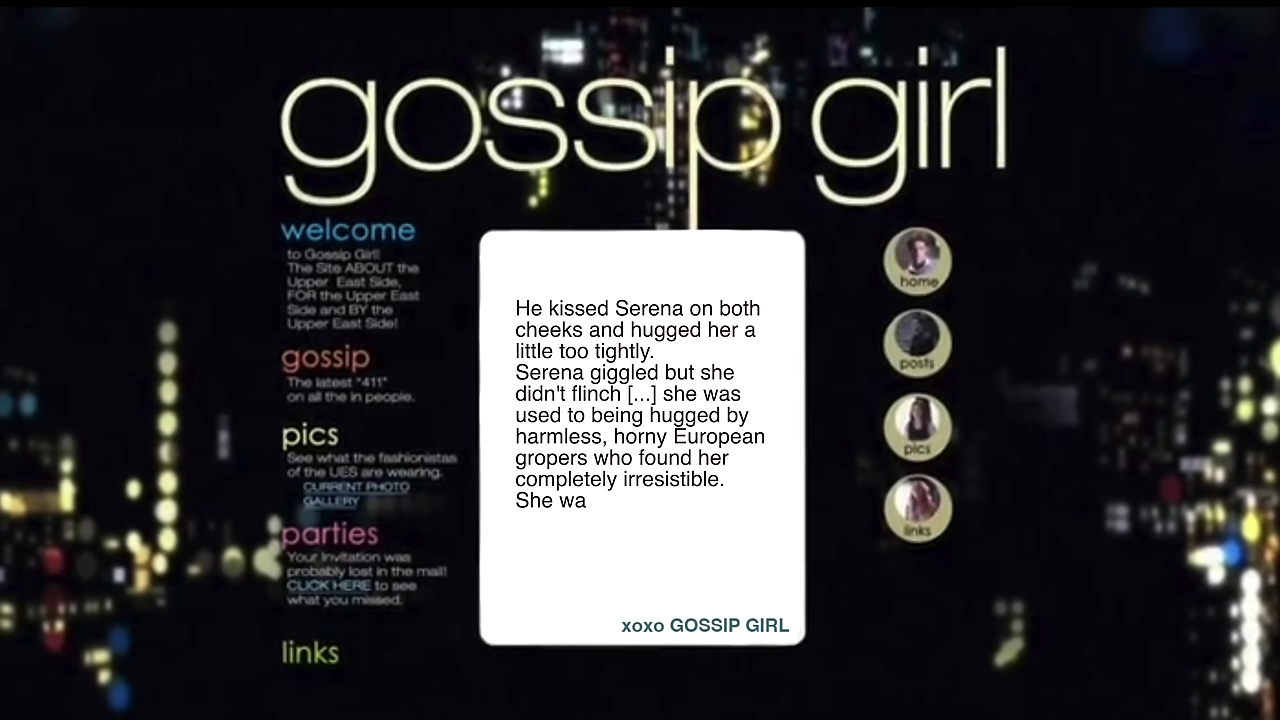 gossip girl
welcome
to Gossip Girl!
The Site ABOUT the
Upper East Side,
FOR the Upper East
Side and BY the
Upper East Side!
gossip
The latest "411"
on all the in people.
pics
See what the fashionistas
of the UES are wearing.
CURRENT PHOTO
GALLERY
parties
Your Invitation was
probably lost in the mail!
CLICK HERE to see
what you missed.
links
He kissed Serena on both
cheeks and hugged her a
little too tightly.
Serena giggled but she
didn't flinch [...] she was
used to being hugged by
harmless, horny European
gropers who found her
completely irresistible.
She wa
xoxo GOSSIP GIRL
home
posts
pics
links